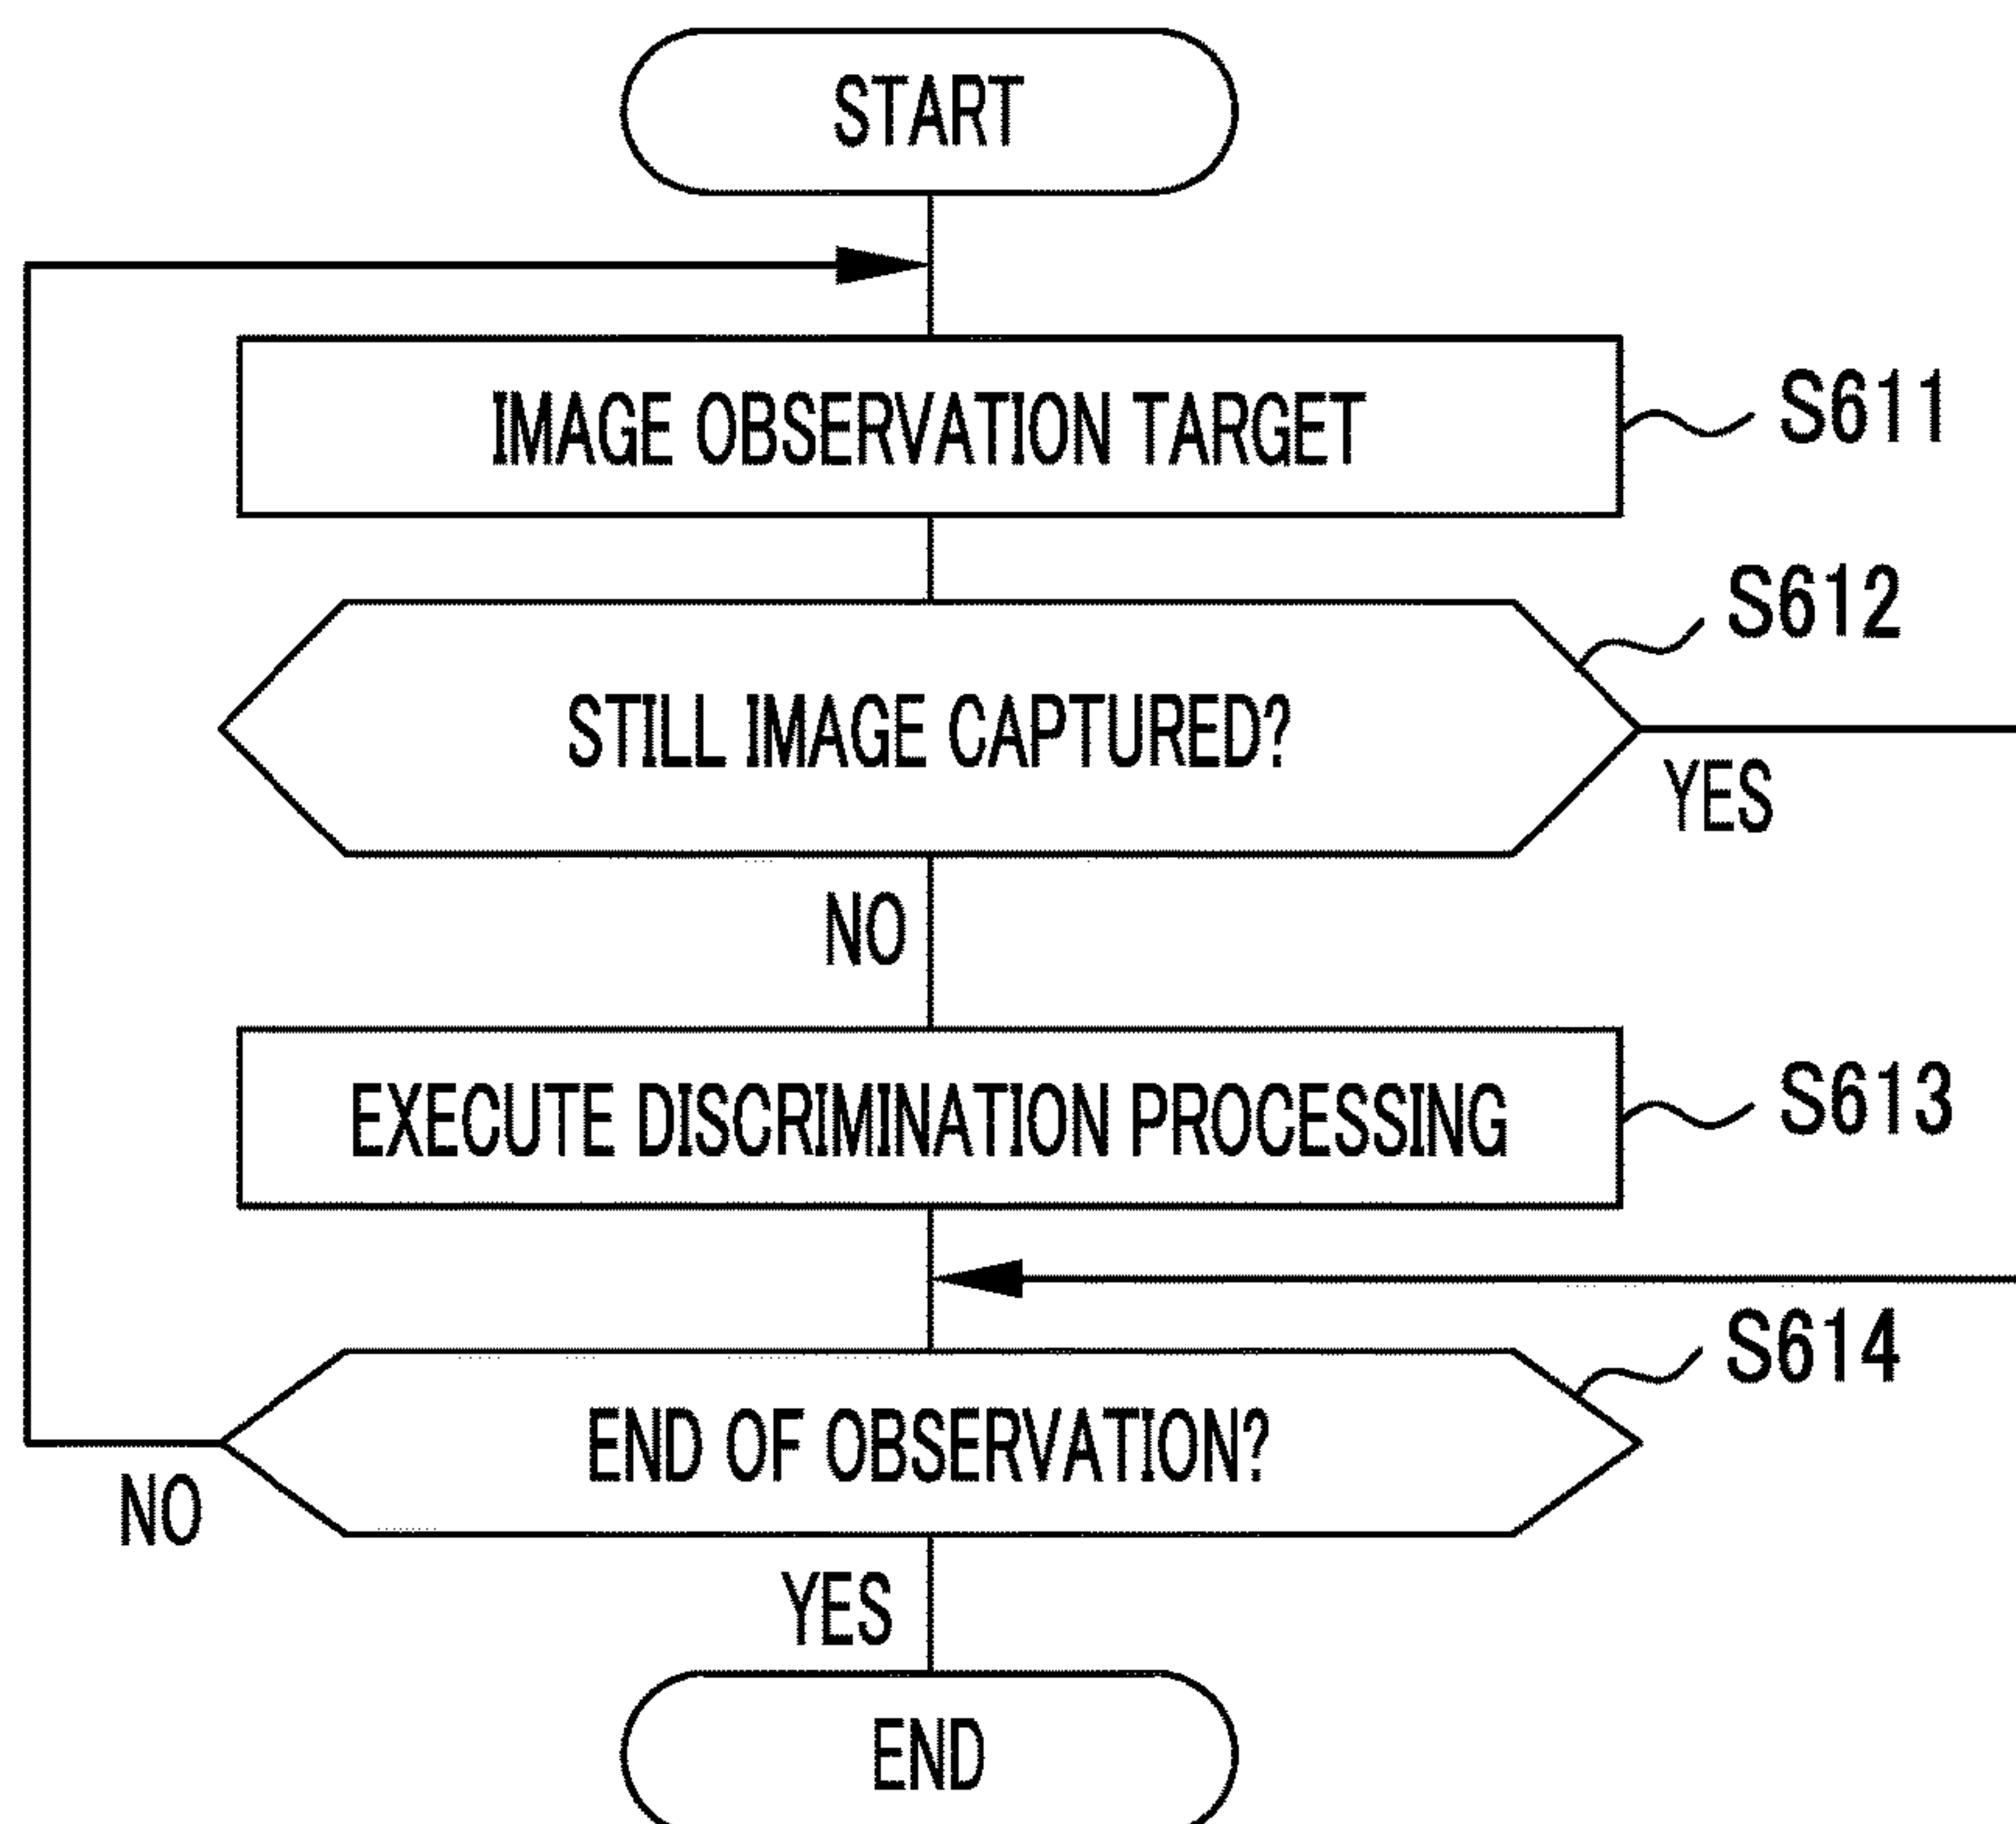 START
IMAGE OBSERVATION TARGET
S611
S612
STILL IMAGE CAPTURED?
YES
NO
EXECUTE DISCRIMINATION PROCESSING
S613
S614
END OF OBSERVATION?
NO
YES
END